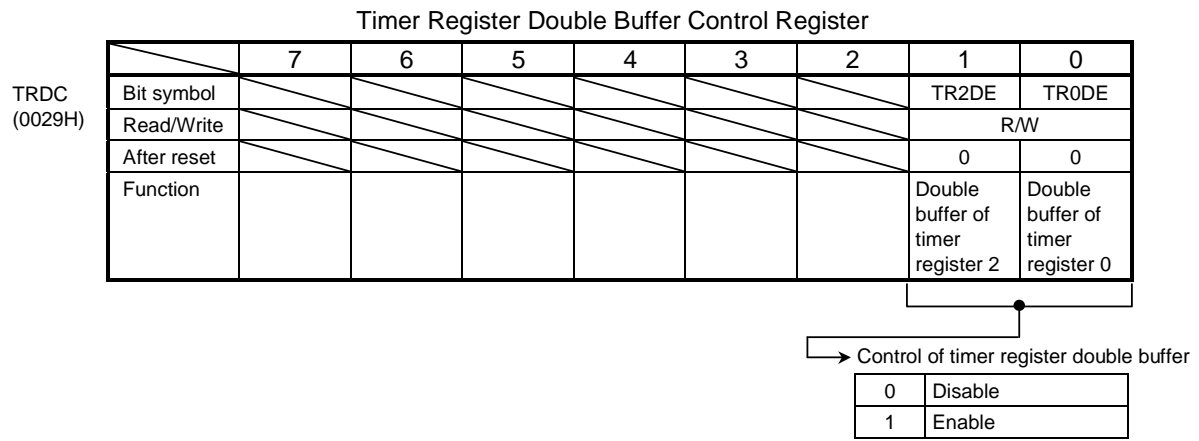 Timer Register Double Buffer Control Register
7 6 5 4 3 2 1 0
TRDC
(0029H)
Bit symbol TR2DE TR0DE
Read/Write R/W
After reset 0 0
Function
Double
buffer of
timer
register 2
Double
buffer of
timer
register 0
Control of timer register double buffer
0 Disable
1 Enable